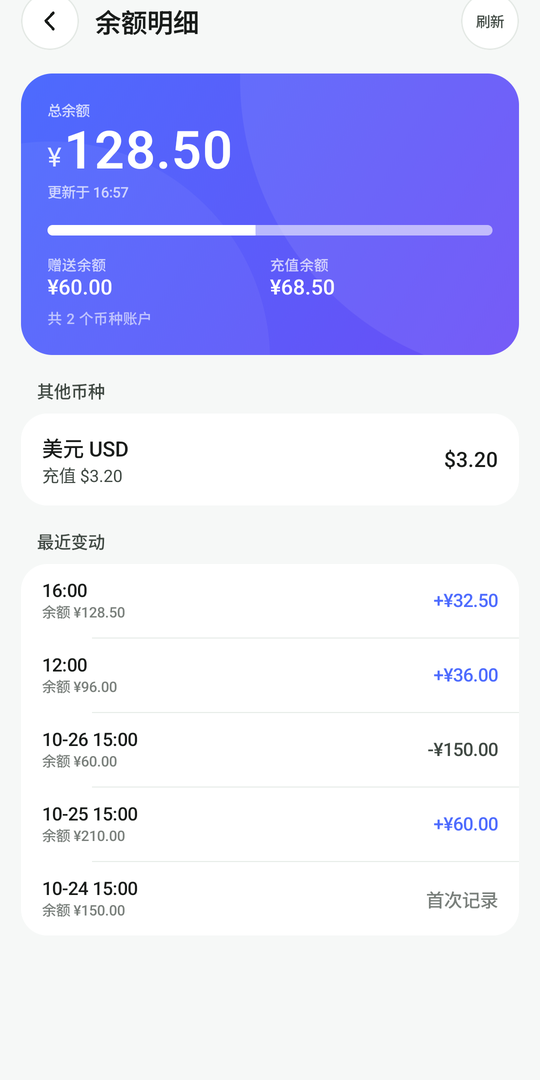 余额明细
刷新
总余额
¥128.50
更新于 16:57
赠送余额
充值余额
¥60.00
¥68.50
共 2 个币种账户
其他币种
美元 USD
$3.20
充值 $3.20
最近变动
16:00
+¥32.50
余额 ¥128.50
12:00
+¥36.00
余额 ¥96.00
10-26 15:00
-¥150.00
余额 ¥60.00
10-25 15:00
+¥60.00
余额 ¥210.00
10-24 15:00
首次记录
余额 ¥150.00